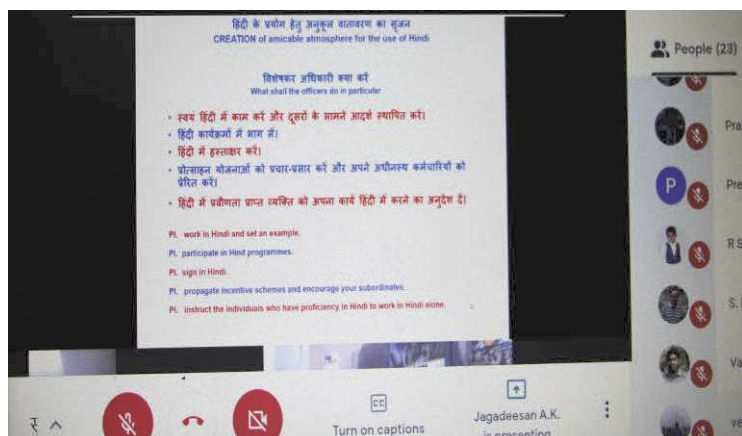 हिंदी के प्रयोग हेतु अनुकूल वातावरण का सृजन
CREATION of amicable atmosphere for the use of Hindi
विशेषकर अधिकारी क्या करें
What shall the officers do in particular
• स्वयं हिंदी में काम करें और दूसरों के सामने आदर्श स्थापित करें।
• हिंदी कार्यक्रमों में भाग लें।
• हिंदी में हस्ताक्षर करें।
• प्रोत्साहन योजनाओं को प्रचार-प्रसार करें और अपने अधीनस्थ कर्मचारियों को
प्रेरित करें।
• हिंदी में प्रवीणता प्राप्त व्यक्ति को अपना कार्य हिंदी में करने का अनुदेश दें।
Pl. work in Hindi and set an example.
Pl. participate in Hind programmes.
Pl. sign in Hindi.
Pl. propagate incentive schemes and encourage your subordinates.
Pl. instruct the individuals who have proficiency in Hindi to work in Hindi alone.
People (23)
Pra
P
Pre
R S
S.
Va
ve
CC
Turn on captions
Jagadeesan A.K.
is presenting